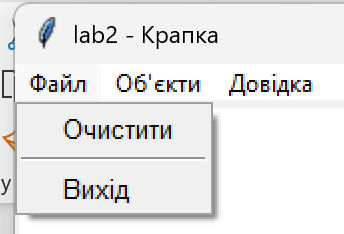 lab2 - Крапка
Файл Об'єкти Довідка
Очистити
Вихід
у